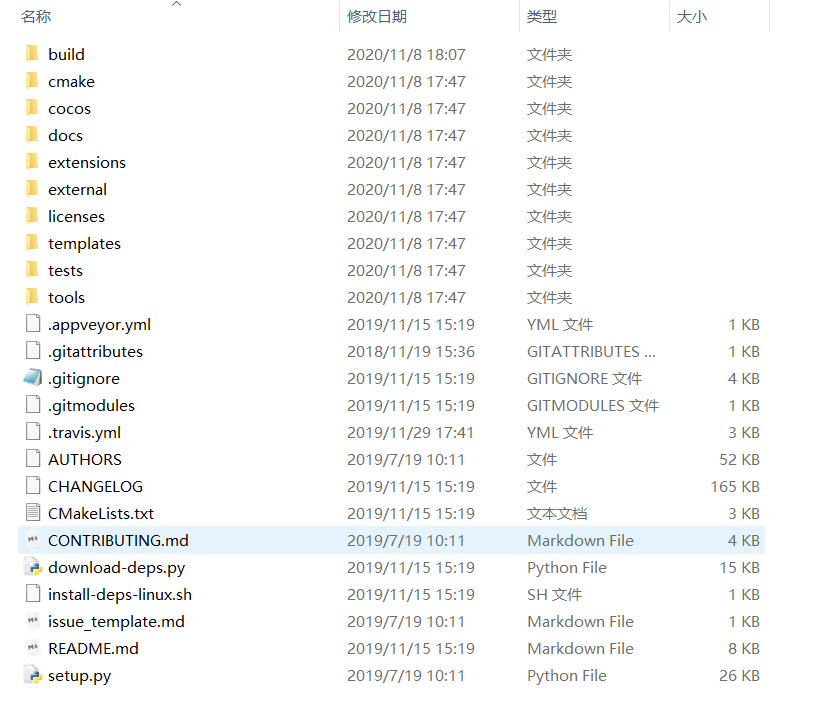 名称 修改日期 类型 大小
build 2020/11/8 18:07 文件夹
cmake 2020/11/8 17:47 文件夹
cocos 2020/11/8 17:47 文件夹
docs 2020/11/8 17:47 文件夹
extensions 2020/11/8 17:47 文件夹
external 2020/11/8 17:47 文件夹
licenses 2020/11/8 17:47 文件夹
templates 2020/11/8 17:47 文件夹
tests 2020/11/8 17:47 文件夹
tools 2020/11/8 17:47 文件夹
.appveyor.yml 2019/11/15 15:19 YML 文件 1 KB
.gitattributes 2018/11/19 15:36 GITATTRIBUTES ... 1 KB
.gitignore 2019/11/15 15:19 GITIGNORE 文件 4 KB
.gitmodules 2019/11/15 15:19 GITMODULES 文件 1 KB
.travis.yml 2019/11/29 17:41 YML 文件 3 KB
AUTHORS 2019/7/19 10:11 文件 52 KB
CHANGELOG 2019/11/15 15:19 文件 165 KB
CMakeLists.txt 2019/11/15 15:19 文本文档 3 KB
CONTRIBUTING.md 2019/7/19 10:11 Markdown File 4 KB
download-deps.py 2019/11/15 15:19 Python File 15 KB
install-deps-linux.sh 2019/11/15 15:19 SH 文件 1 KB
issue_template.md 2019/7/19 10:11 Markdown File 1 KB
README.md 2019/11/15 15:19 Markdown File 8 KB
setup.py 2019/7/19 10:11 Python File 26 KB